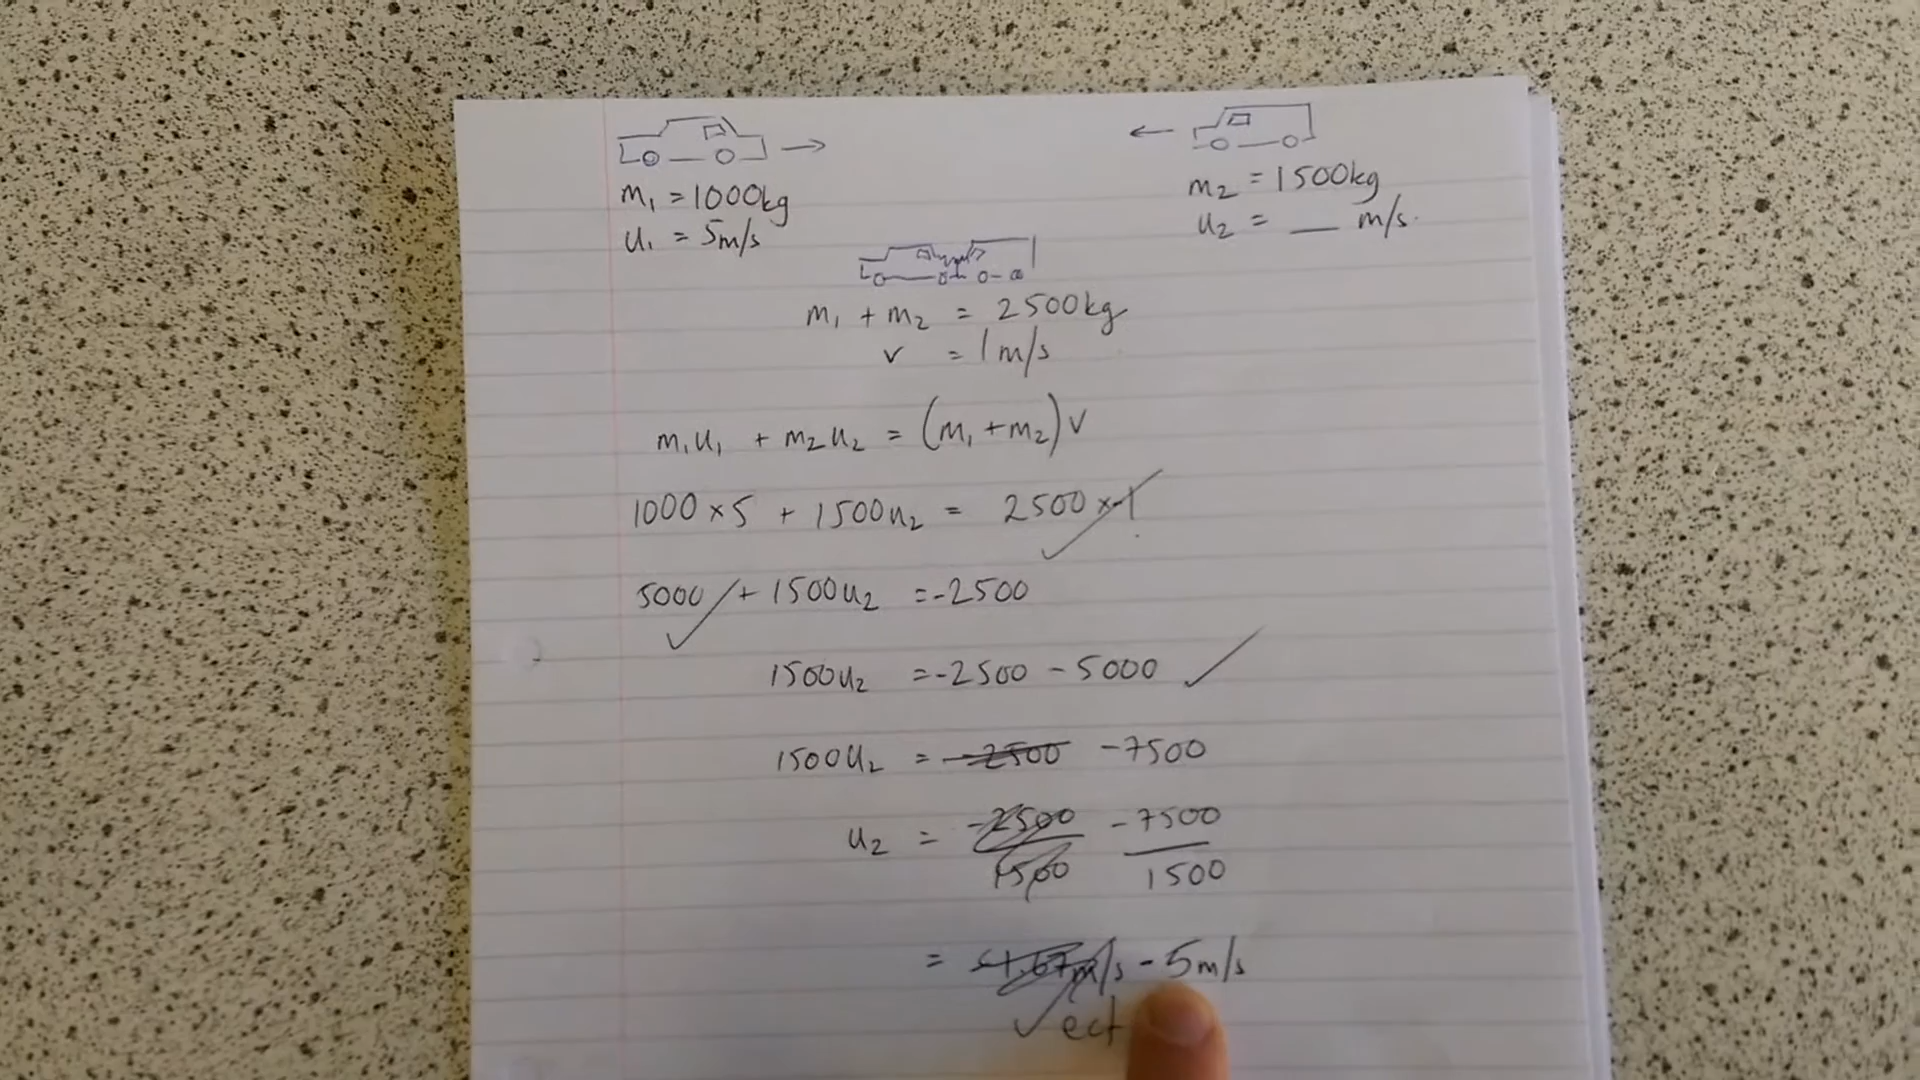 m₁ = 1000kg
u₁ = 5m/s
m₂ = 1500kg
u₂ = __ m/s.
m₁ + m₂ = 2500kg
v = 1m/s
m₁u₁ + m₂u₂ = (m₁ + m₂)v
1000 × 5 + 1500u₂ = 2500 × -1
5000 + 1500u₂ = -2500
1500u₂ = -2500 - 5000
1500u₂ = -2500 -7500
u₂ = -2500/1500 -7500/1500
= m/s -5m/s
ect